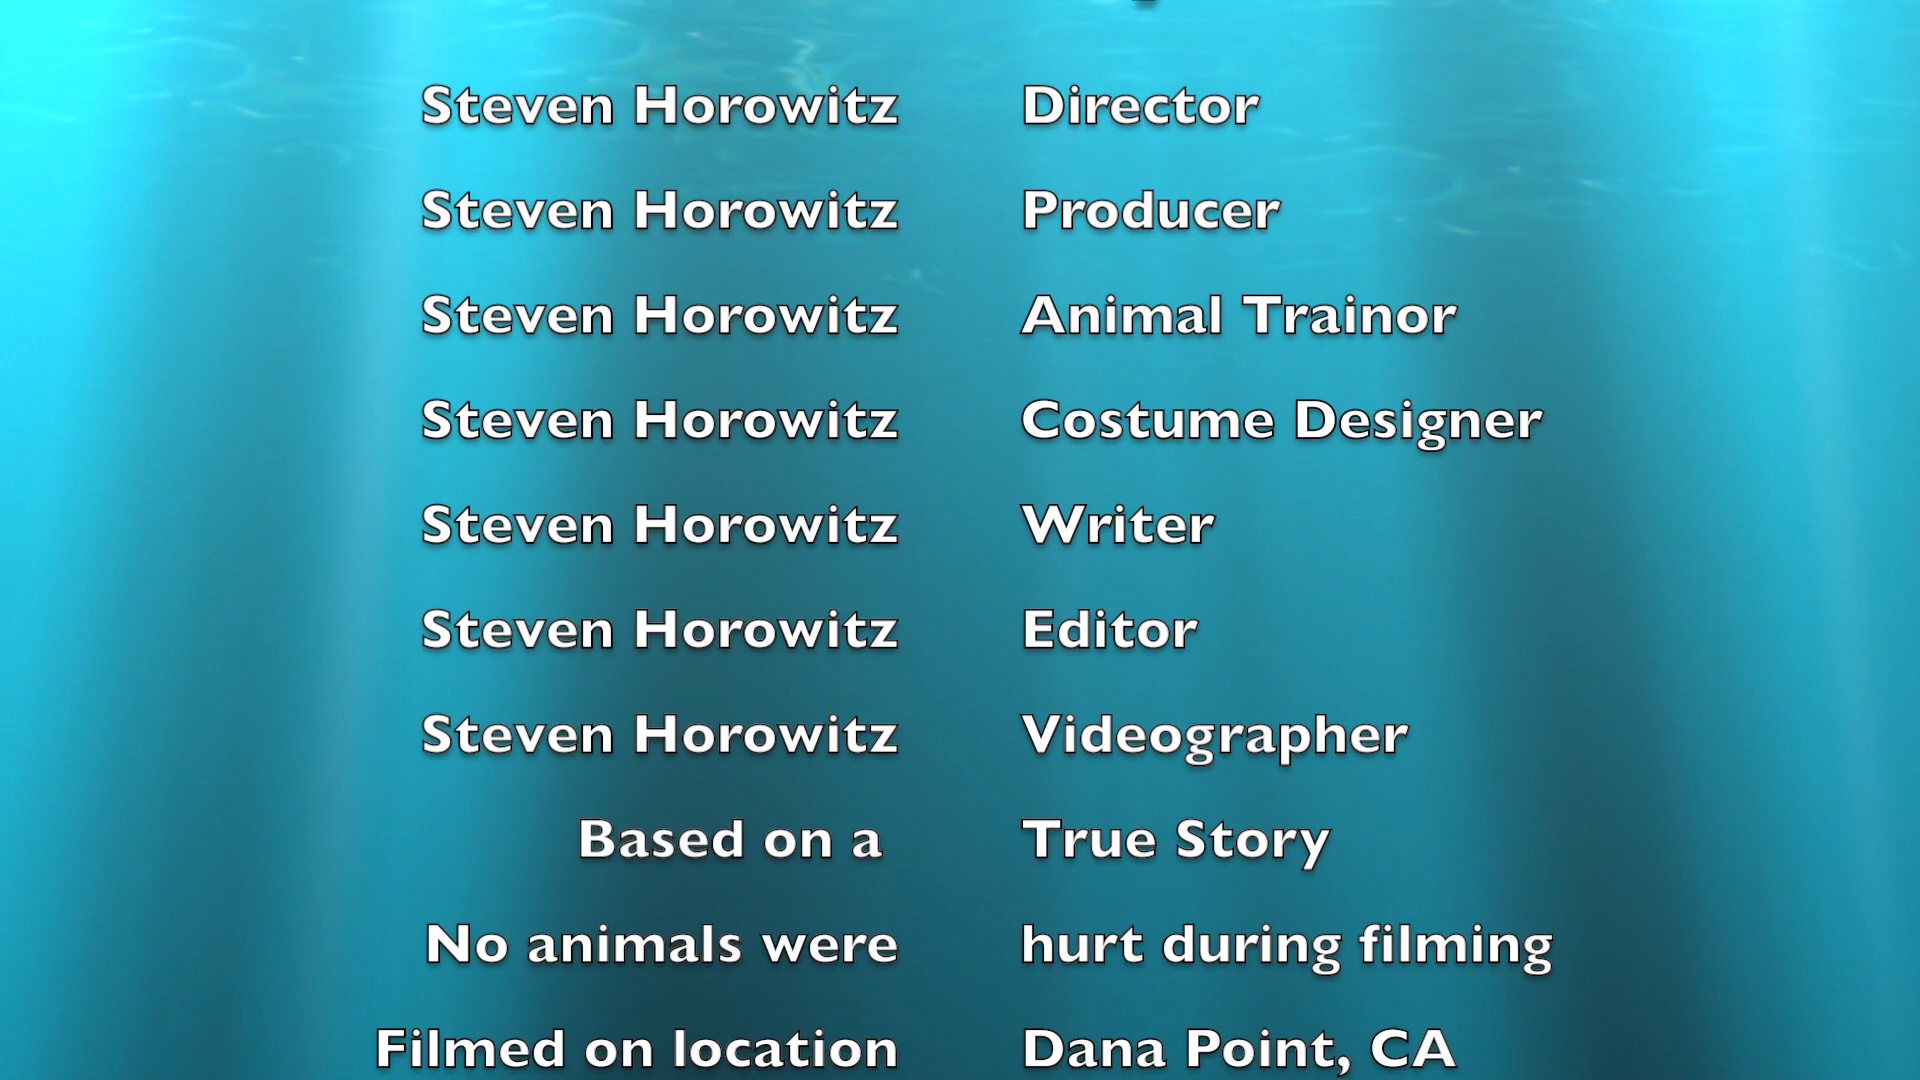 Steven Horowitz Director
Steven Horowitz Producer
Steven Horowitz Animal Trainor
Steven Horowitz Costume Designer
Steven Horowitz Writer
Steven Horowitz Editor
Steven Horowitz Videographer
Based on a True Story
No animals were hurt during filming
Filmed on location Dana Point, CA